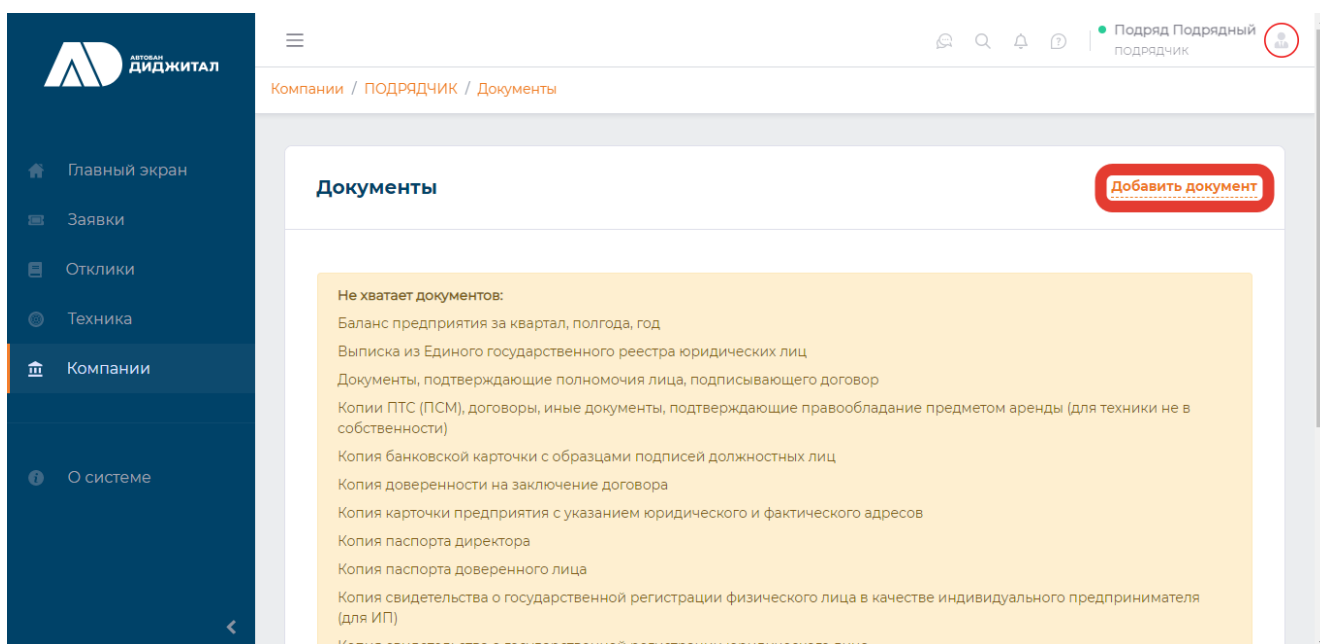 АВТОБАН
ДИДЖИТАЛ
Подряд Подрядный
ПОДРЯДЧИК
Компании / ПОДРЯДЧИК / Документы
Главный экран
Заявки
Отклики
Техника
Компании
О системе
Документы
Добавить документ
Не хватает документов:
Баланс предприятия за квартал, полгода, год
Выписка из Единого государственного реестра юридических лиц
Документы, подтверждающие полномочия лица, подписывающего договор
Копии ПТС (ПСМ), договоры, иные документы, подтверждающие правообладание предметом аренды (для техники не в
собственности)
Копия банковской карточки с образцами подписей должностных лиц
Копия доверенности на заключение договора
Копия карточки предприятия с указанием юридического и фактического адресов
Копия паспорта директора
Копия паспорта доверенного лица
Копия свидетельства о государственной регистрации физического лица в качестве индивидуального предпринимателя
(для ИП)